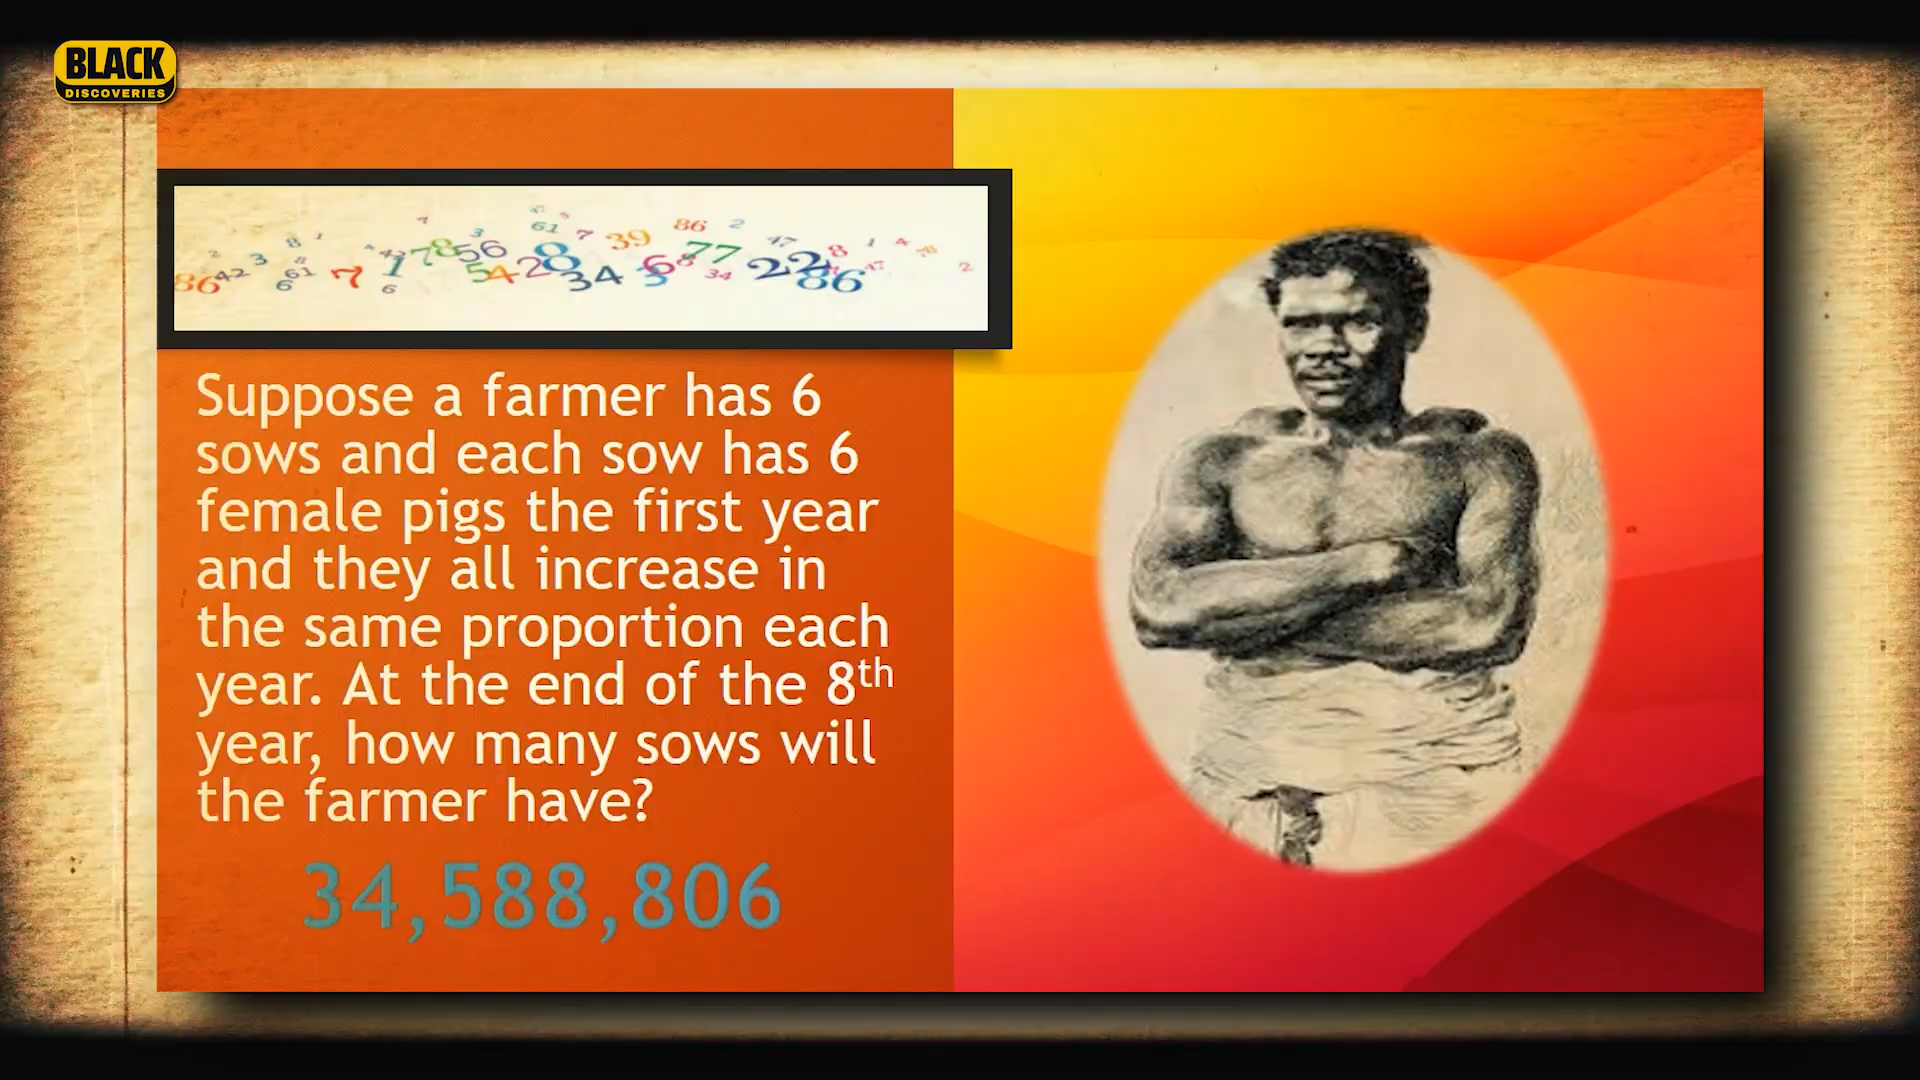 BLACK
DISCOVERIES
Suppose a farmer has 6
sows and each sow has 6
female pigs the first year
and they all increase in
the same proportion each
year. At the end of the 8th
year, how many sows will
the farmer have?
34,588,806